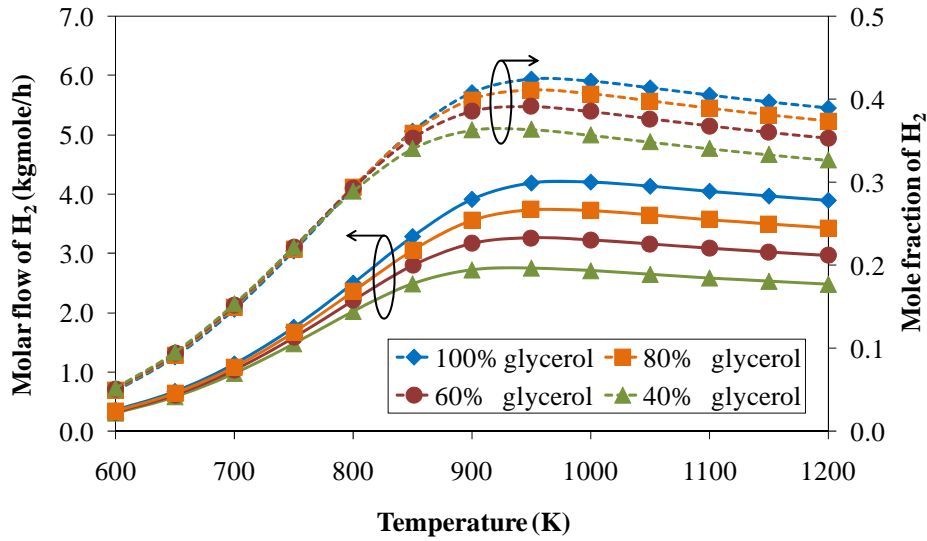 7.0
6.0
5.0
4.0
3.0
2.0
1.0
0.0
Molar flow of H2 (kgmole/h)
0.5
0.4
0.3
0.2
0.1
0.0
Mole fraction of H2
100% glycerol
80% glycerol
60% glycerol
40% glycerol
600 700 800 900 1000 1100 1200
Temperature (K)